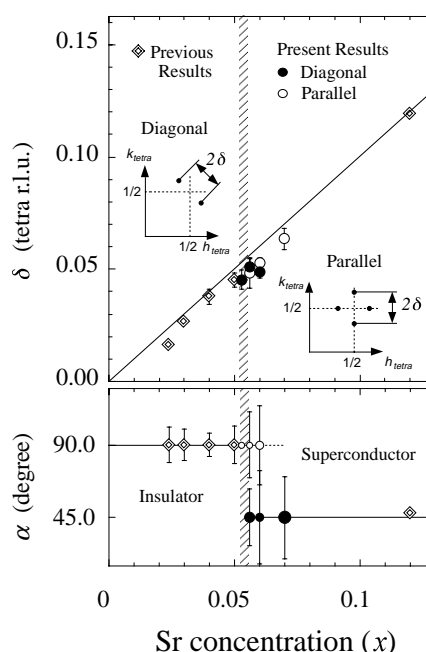 0.15
Previous Results
Present Results
Diagonal
Parallel
Diagonal
k_tetra
2δ
1/2
1/2
h_tetra
0.10
δ (tetra r.l.u.)
0.05
Parallel
k_tetra
2δ
1/2
1/2
h_tetra
0.00
α (degree)
90.0
Superconductor
Insulator
45.0
0
0.05
0.1
Sr concentration (x)